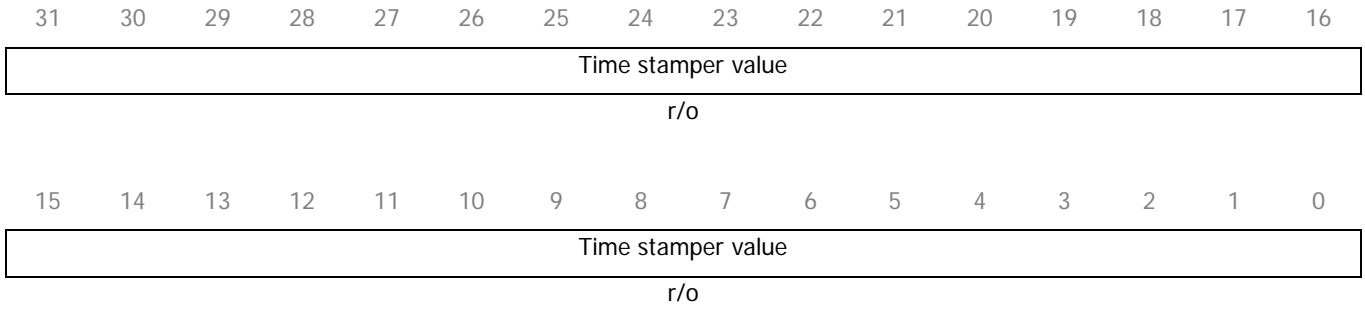 31 30 29 28 27 26 25 24 23 22 21 20 19 18 17 16
Time stamper value
r/o
15 14 13 12 11 10 9 8 7 6 5 4 3 2 1 0
Time stamper value
r/o